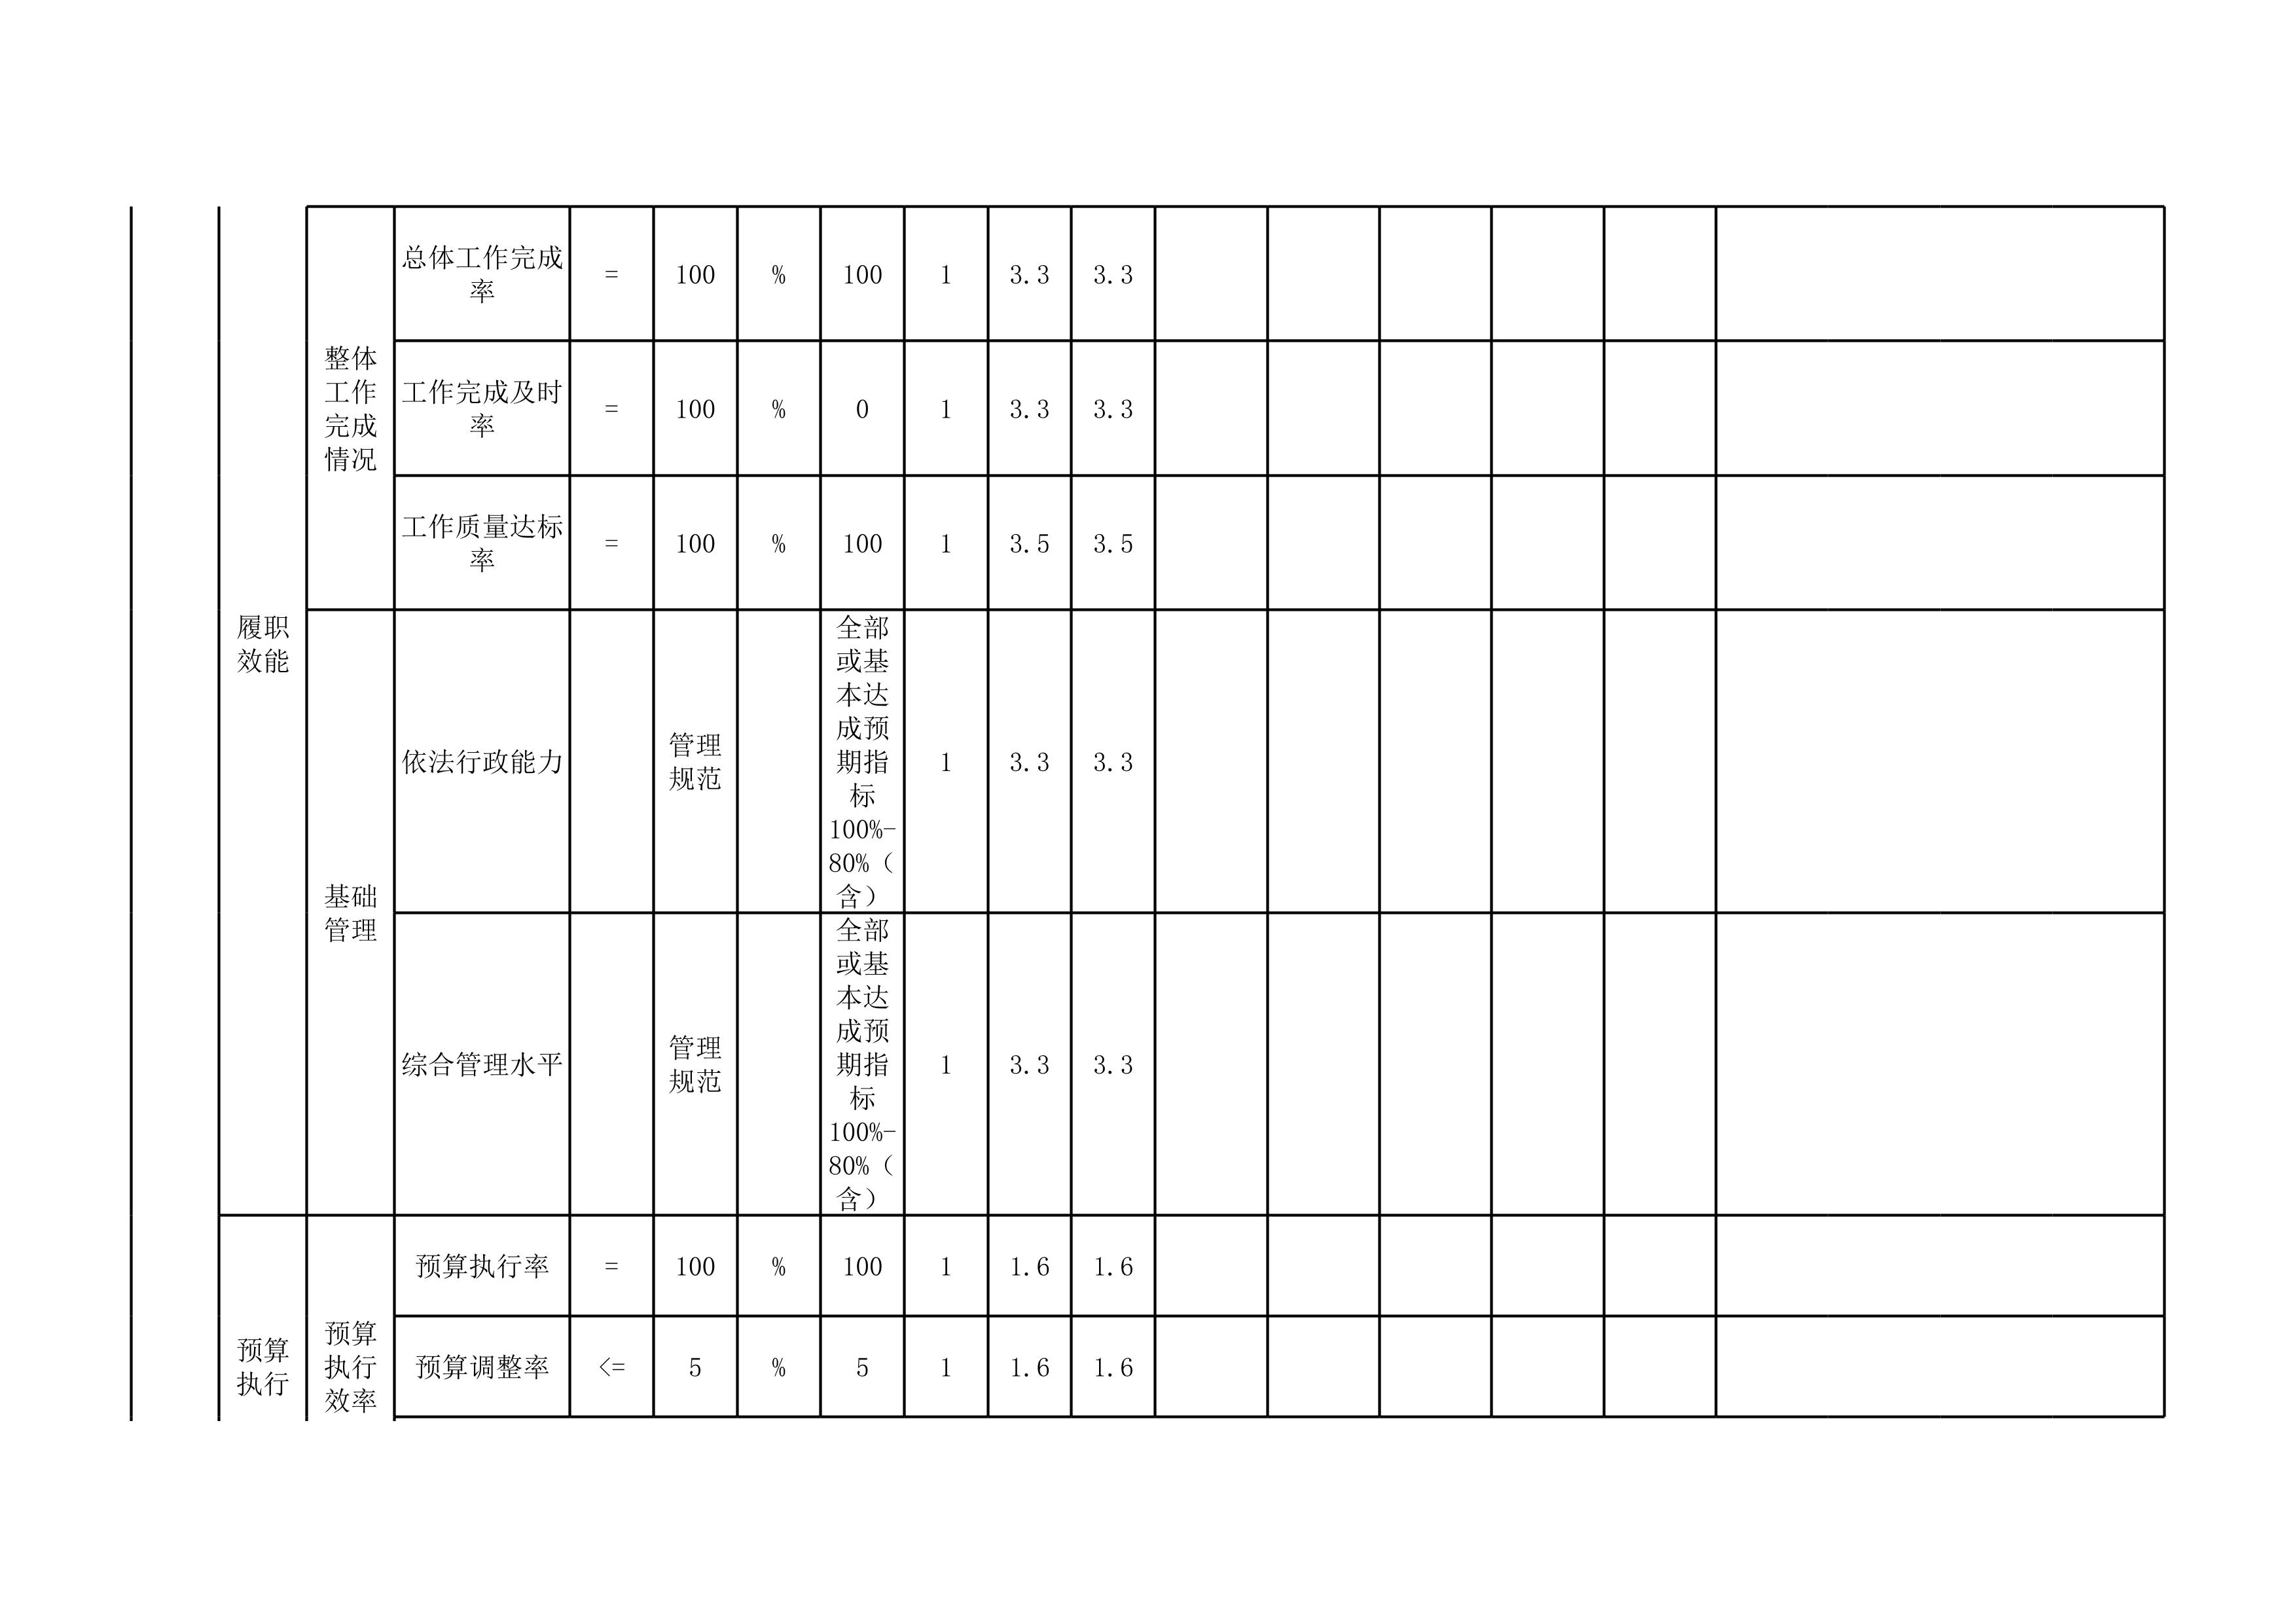 履职
效能
整体
工作
完成
情况
总体工作完成
率
=
100
%
100
1
3.3
3.3
工作完成及时
率
=
100
%
0
1
3.3
3.3
工作质量达标
率
=
100
%
100
1
3.5
3.5
基础
管理
依法行政能力
管理
规范
全部
或基
本达
成预
期指
标
100%-
80%（
含）
1
3.3
3.3
综合管理水平
管理
规范
全部
或基
本达
成预
期指
标
100%-
80%（
含）
1
3.3
3.3
预算
执行
预算
执行
效率
预算执行率
=
100
%
100
1
1.6
1.6
预算调整率
<=
5
%
5
1
1.6
1.6